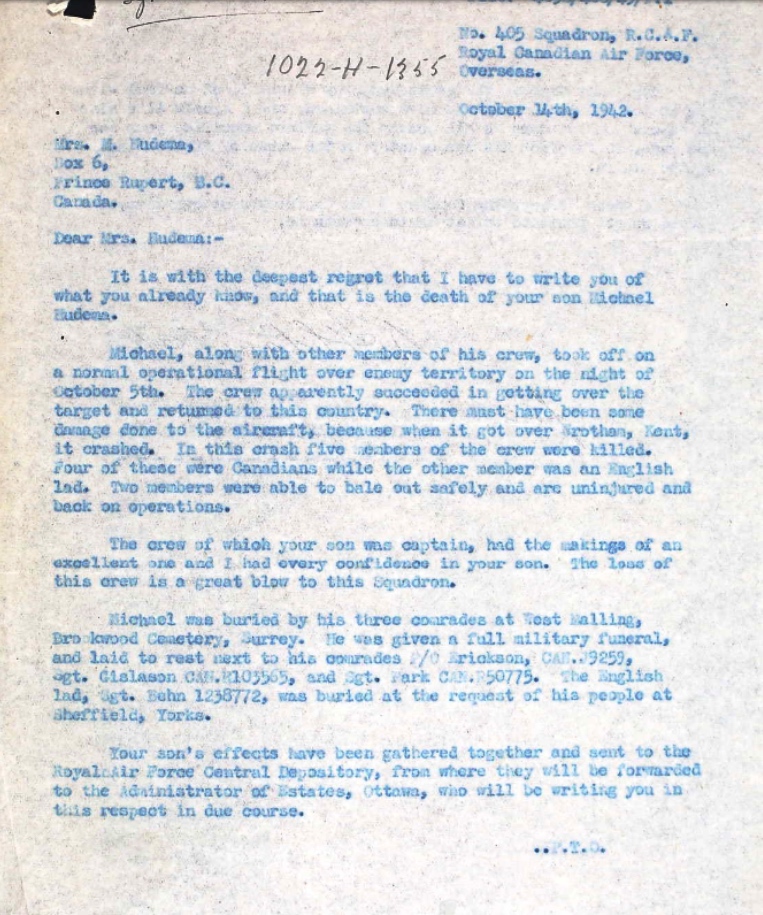 No. 405 Squadron, R.C.A.F.
Royal Canadian Air Force,
Overseas.
1022-H-1355
October 14th, 1942.
Mrs. M. Hudema,
Box 6,
Prince Rupert, B.C.
Canada.
Dear Mrs. Hudema:-
It is with the deepest regret that I have to write you of
what you already know, and that is the death of your son Michael
Hudema.
Michael, along with other members of his crew, took off on
a normal operational flight over enemy territory on the night of
October 5th. The crew apparently succeeded in getting over the
target and returned to this country. There must have been some
damage done to the aircraft, because when it got over Wrotham, Kent,
it crashed. In this crash five members of the crew were killed.
Four of these were Canadians while the other member was an English
lad. Two members were able to bale out safely and are uninjured and
back on operations.
The crew of which your son was captain, had the makings of an
excellent one and I had every confidence in your son. The loss of
this crew is a great blow to this Squadron.
Michael was buried by his three comrades at West Malling,
Brookwood Cemetery, Surrey. He was given a full military funeral,
and laid to rest next to his comrades P/O Erickson, CAN.J9259,
Sgt. Gislason CAN.R103565, and Sgt. Park CAN.R50775. The English
lad, Sgt. Behn 1238772, was buried at the request of his people at
Sheffield, Yorks.
Your son's effects have been gathered together and sent to the
Royal Air Force Central Depository, from where they will be forwarded
to the Administrator of Estates, Ottawa, who will be writing you in
this respect in due course.
..P.T.O.